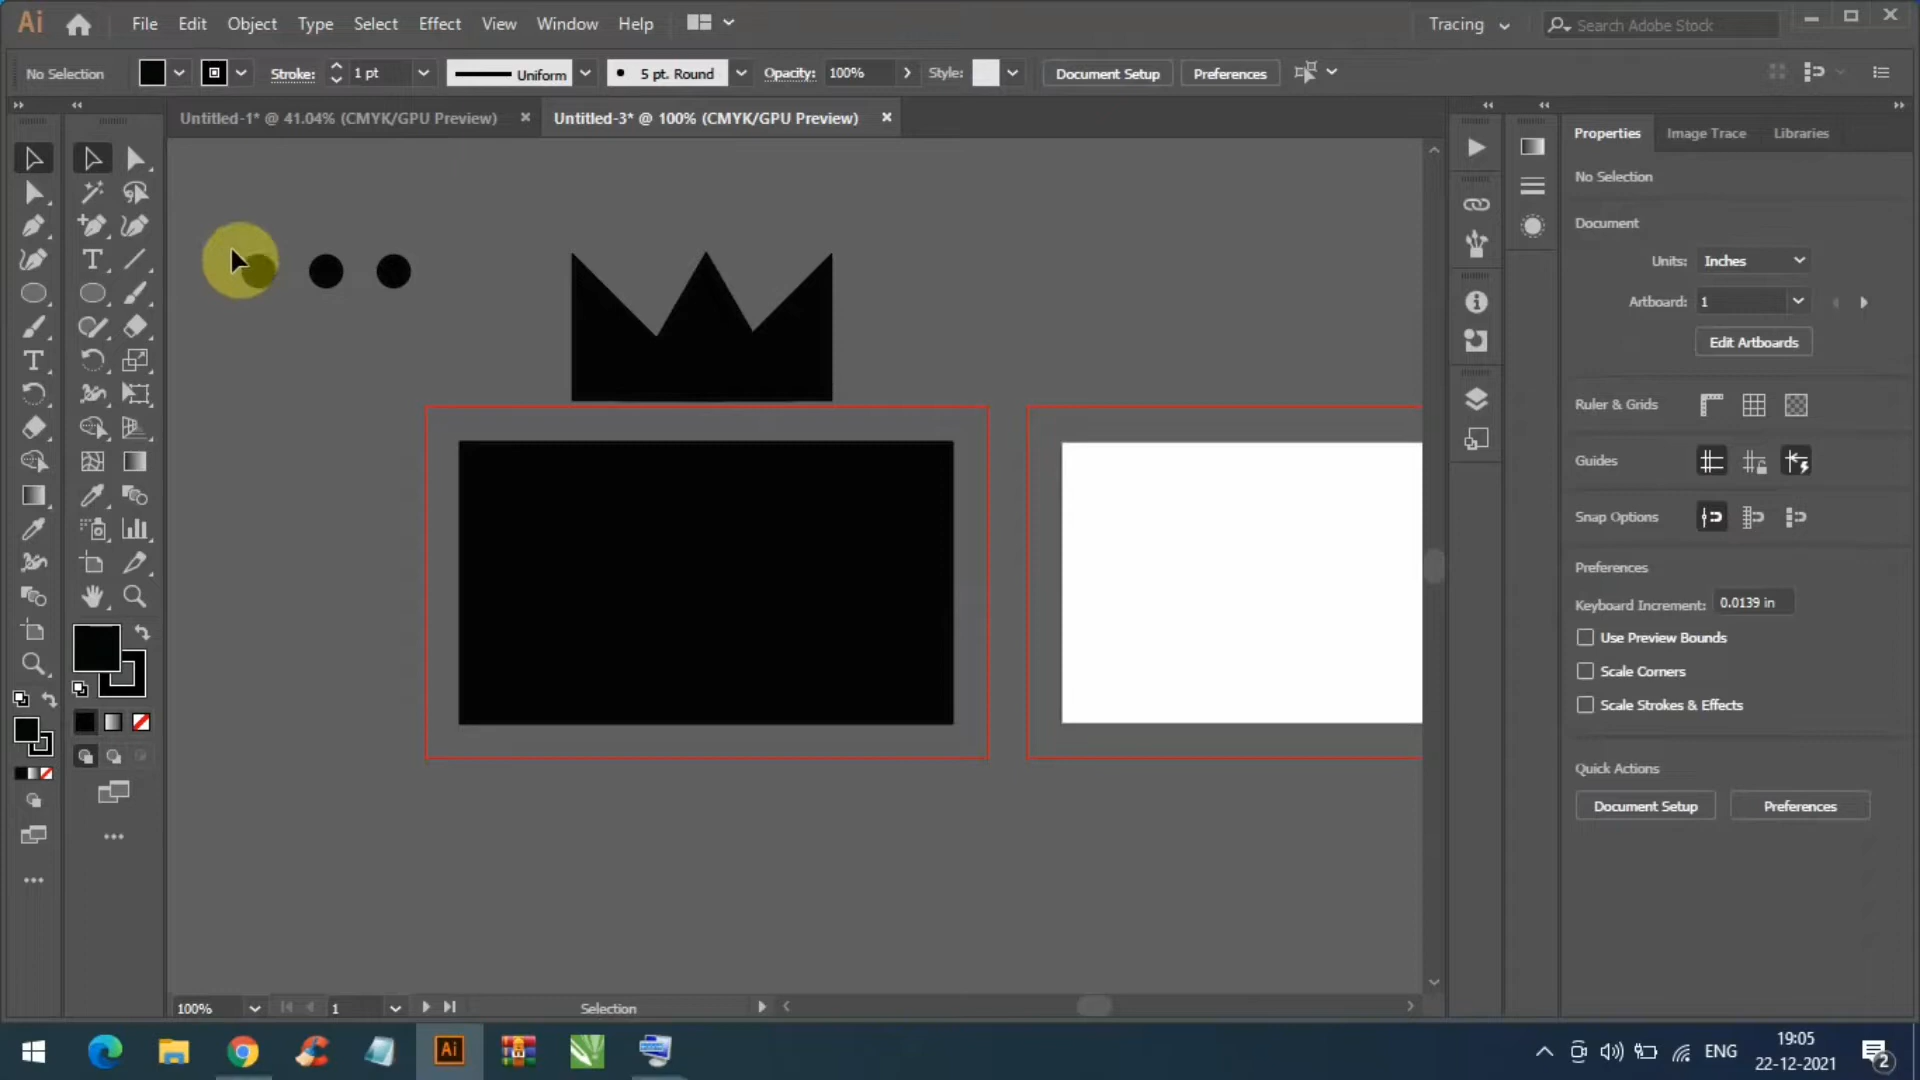 Ai File Edit Object Type Select Effect View Window Help Tracing Search Adobe Stock
No Selection Stroke: 1 pt Uniform 5 pt. Round Opacity: 100% Style: Document Setup Preferences
Untitled-1* @ 41.04% (CMYK/GPU Preview) Untitled-3* @ 100% (CMYK/GPU Preview)
Properties Image Trace Libraries
No Selection
Document
Units: Inches
Artboard: 1
Edit Artboards
Ruler & Grids
Guides
Snap Options
Preferences
Keyboard Increment: 0.0139 in
Use Preview Bounds
Scale Corners
Scale Strokes & Effects
Quick Actions
Document Setup Preferences
100% 1 Selection
Ai ENG 19:05
22-12-2021
2